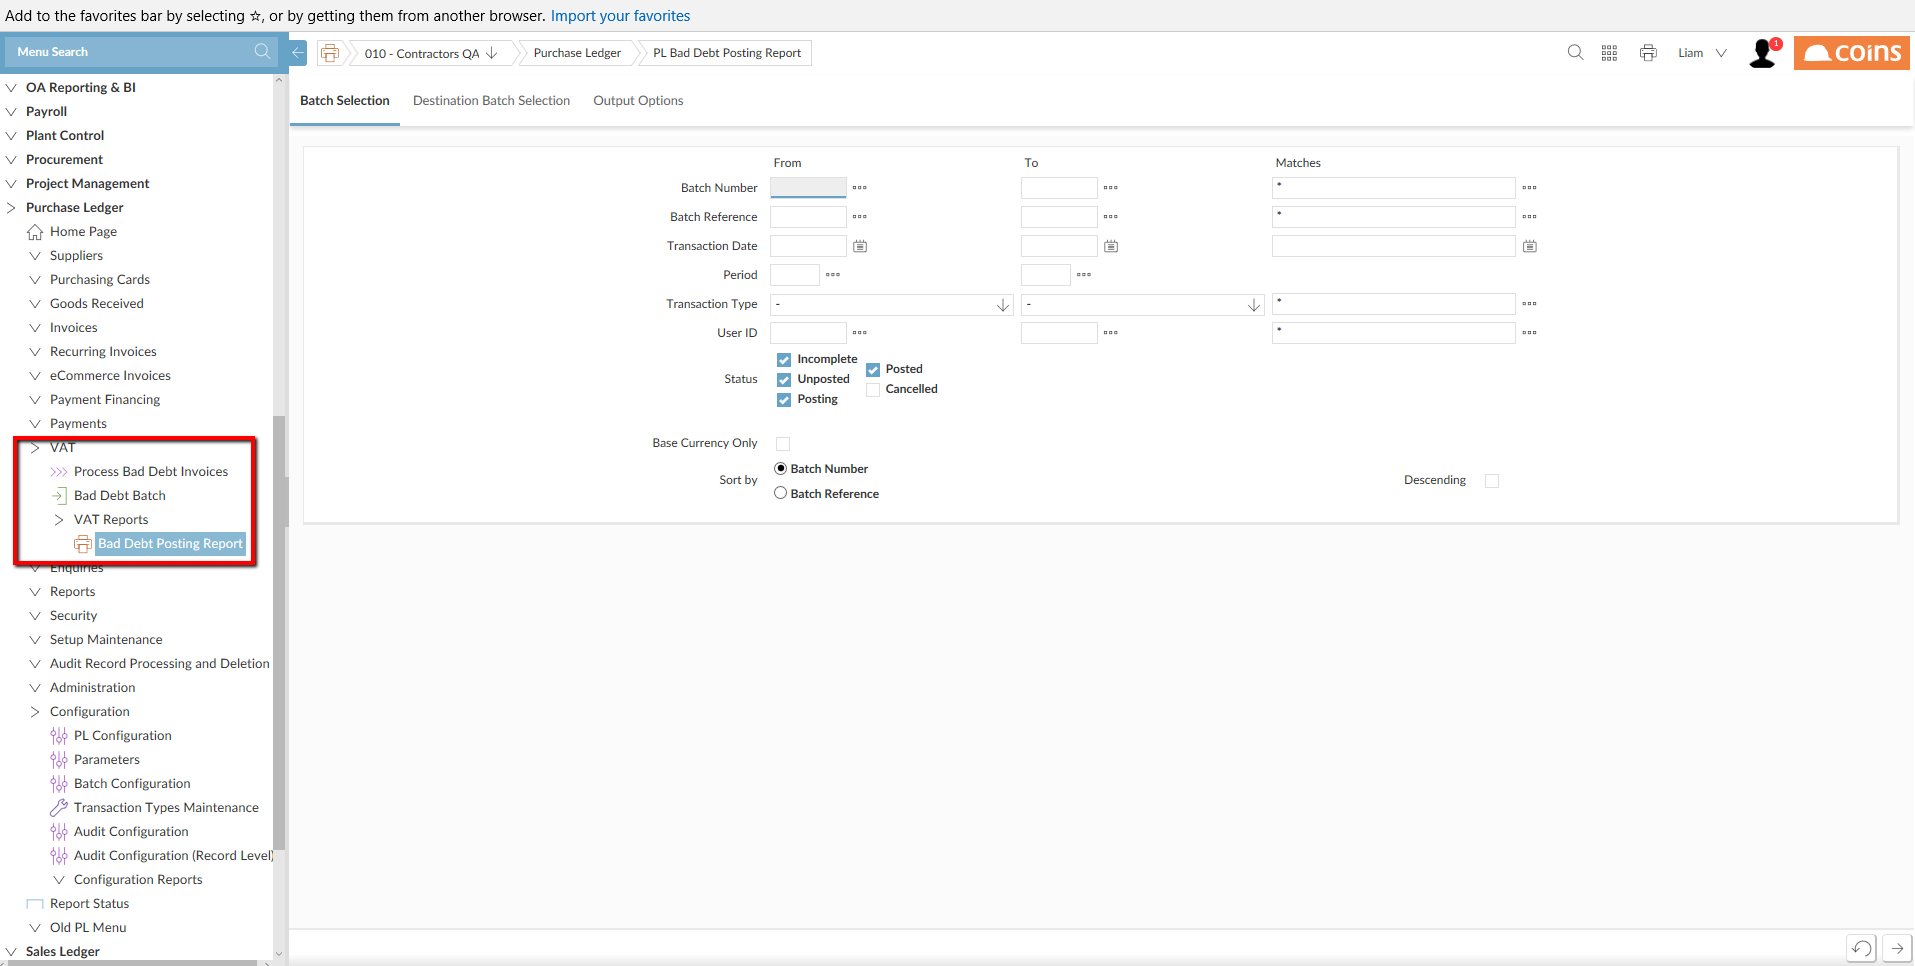 Add to the favorites bar by selecting ☆, or by getting them from another browser. Import your favorites
Menu Search
010 - Contractors QA
Purchase Ledger
PL Bad Debt Posting Report
Liam
1
coins
OA Reporting & BI
Payroll
Plant Control
Procurement
Project Management
Purchase Ledger
Home Page
Suppliers
Purchasing Cards
Goods Received
Invoices
Recurring Invoices
eCommerce Invoices
Payment Financing
Payments
VAT
Process Bad Debt Invoices
Bad Debt Batch
VAT Reports
Bad Debt Posting Report
Enquiries
Reports
Security
Setup Maintenance
Audit Record Processing and Deletion
Administration
Configuration
PL Configuration
Parameters
Batch Configuration
Transaction Types Maintenance
Audit Configuration
Audit Configuration (Record Level)
Configuration Reports
Report Status
Old PL Menu
Sales Ledger
Batch Selection Destination Batch Selection Output Options
From To Matches
Batch Number *
Batch Reference *
Transaction Date
Period
Transaction Type - - *
User ID *
Status
Incomplete
Unposted
Posting
Posted
Cancelled
Base Currency Only
Sort by
Batch Number
Batch Reference
Descending